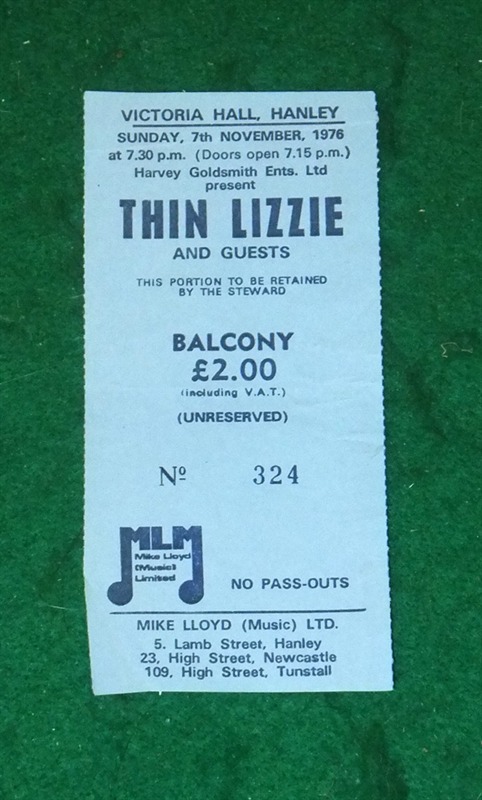 VICTORIA HALL, HANLEY
SUNDAY, 7th NOVEMBER, 1976
at 7.30 p.m. (Doors open 7.15 p.m.)
Harvey Goldsmith Ents. Ltd
present
THIN LIZZIE
AND GUESTS
THIS PORTION TO BE RETAINED
BY THE STEWARD
BALCONY
£2.00
(including V.A.T.)
(UNRESERVED)
Nº 324
MLM
Mike Lloyd
(Music)
Limited
NO PASS-OUTS
MIKE LLOYD (Music) LTD.
5. Lamb Street, Hanley
23, High Street, Newcastle
109, High Street, Tunstall